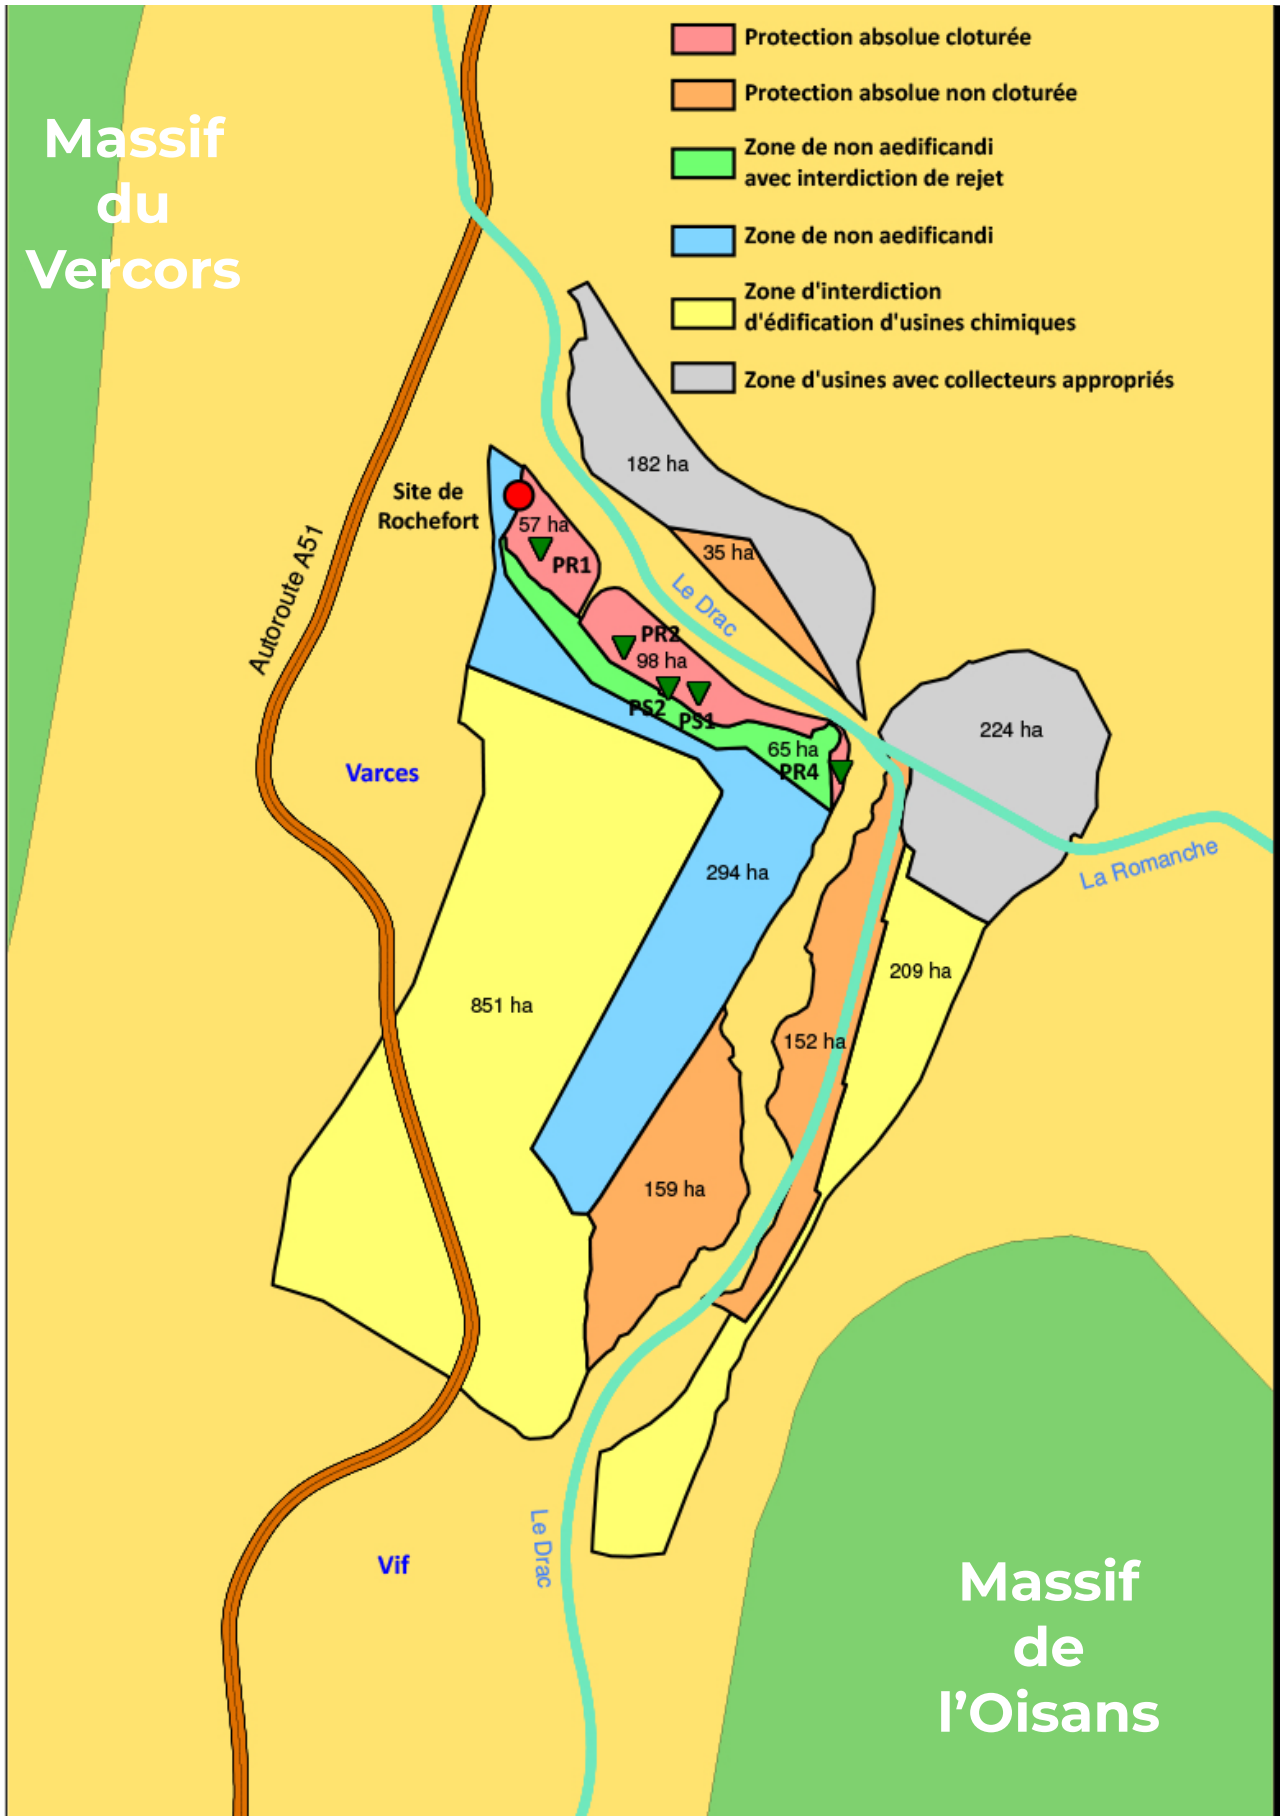 Protection absolue cloturée
Protection absolue non cloturée
Zone de non aedificandi
avec interdiction de rejet
Zone de non aedificandi
Zone d'interdiction
d'édification d'usines chimiques
Zone d'usines avec collecteurs appropriés
Massif
du
Vercors
182 ha
Site de
Rochefort
57 ha
PR1
35 ha
Autoroute A51
Le Drac
PR2
98 ha
PS2
PS1
65 ha
PR4
224 ha
Varces
La Romanche
294 ha
209 ha
851 ha
152 ha
159 ha
Le Drac
Vif
Massif
de
l’Oisans